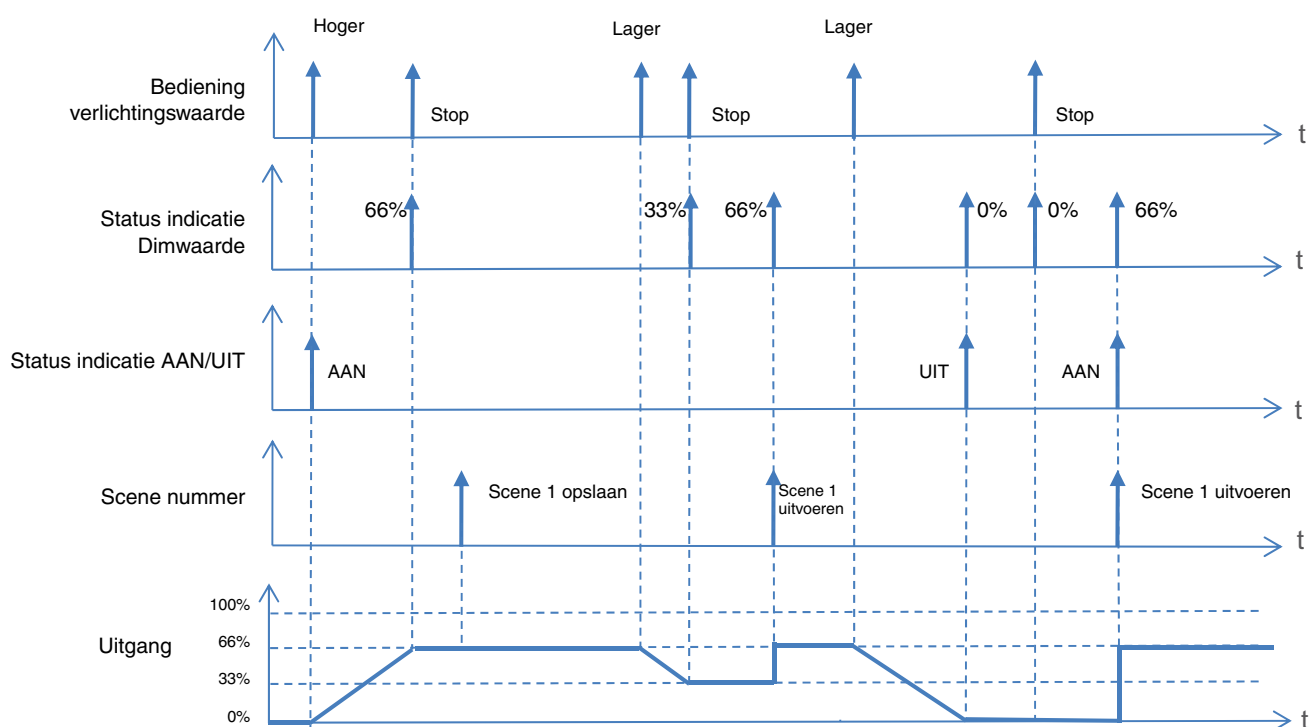 Hoger
Lager
Lager
Bediening
verlichtingswaarde
Stop
Stop
Stop
t
Status indicatie
Dimwaarde
66%
33%
66%
0%
0%
66%
t
Status indicatie AAN/UIT
AAN
UIT
AAN
t
Scene nummer
Scene 1 opslaan
Scene 1
uitvoeren
Scene 1 uitvoeren
t
Uitgang
100%
66%
33%
0%
t